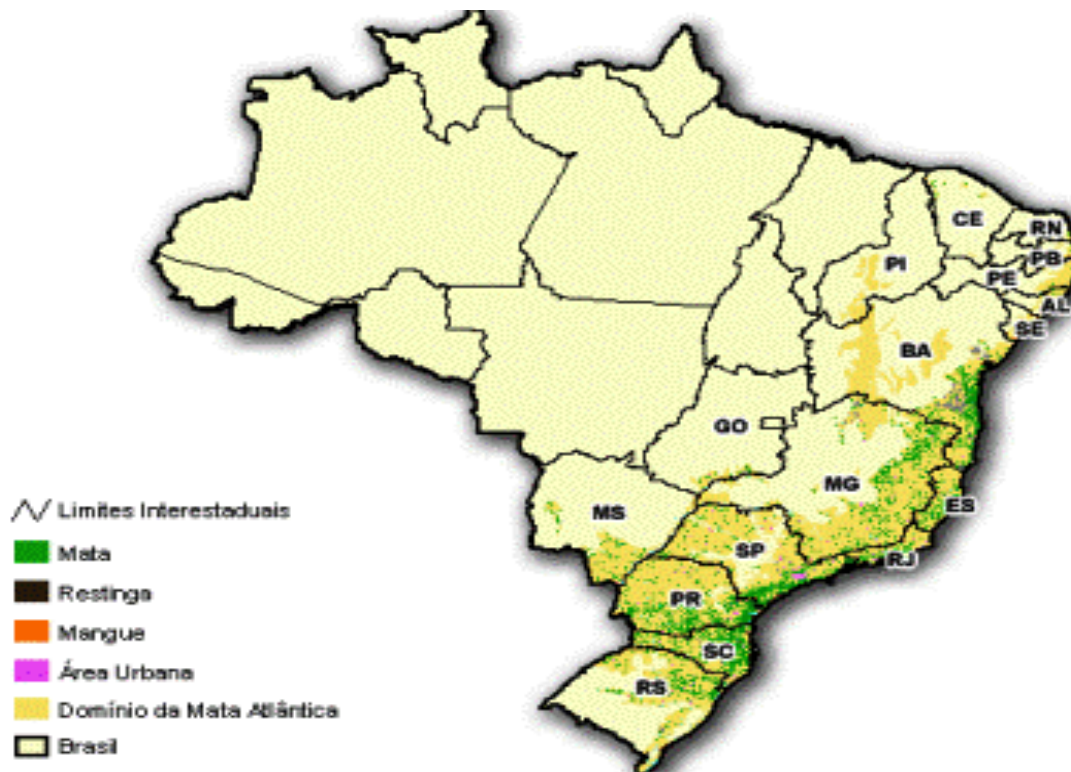 CE
RN
PB
PI
PE
AL
SE
BA
GO
MG
ES
MS
SP
RJ
PR
SC
RS
Limites Interestaduais
Mata
Restinga
Mangue
Área Urbana
Domínio da Mata Atlântica
Brasil